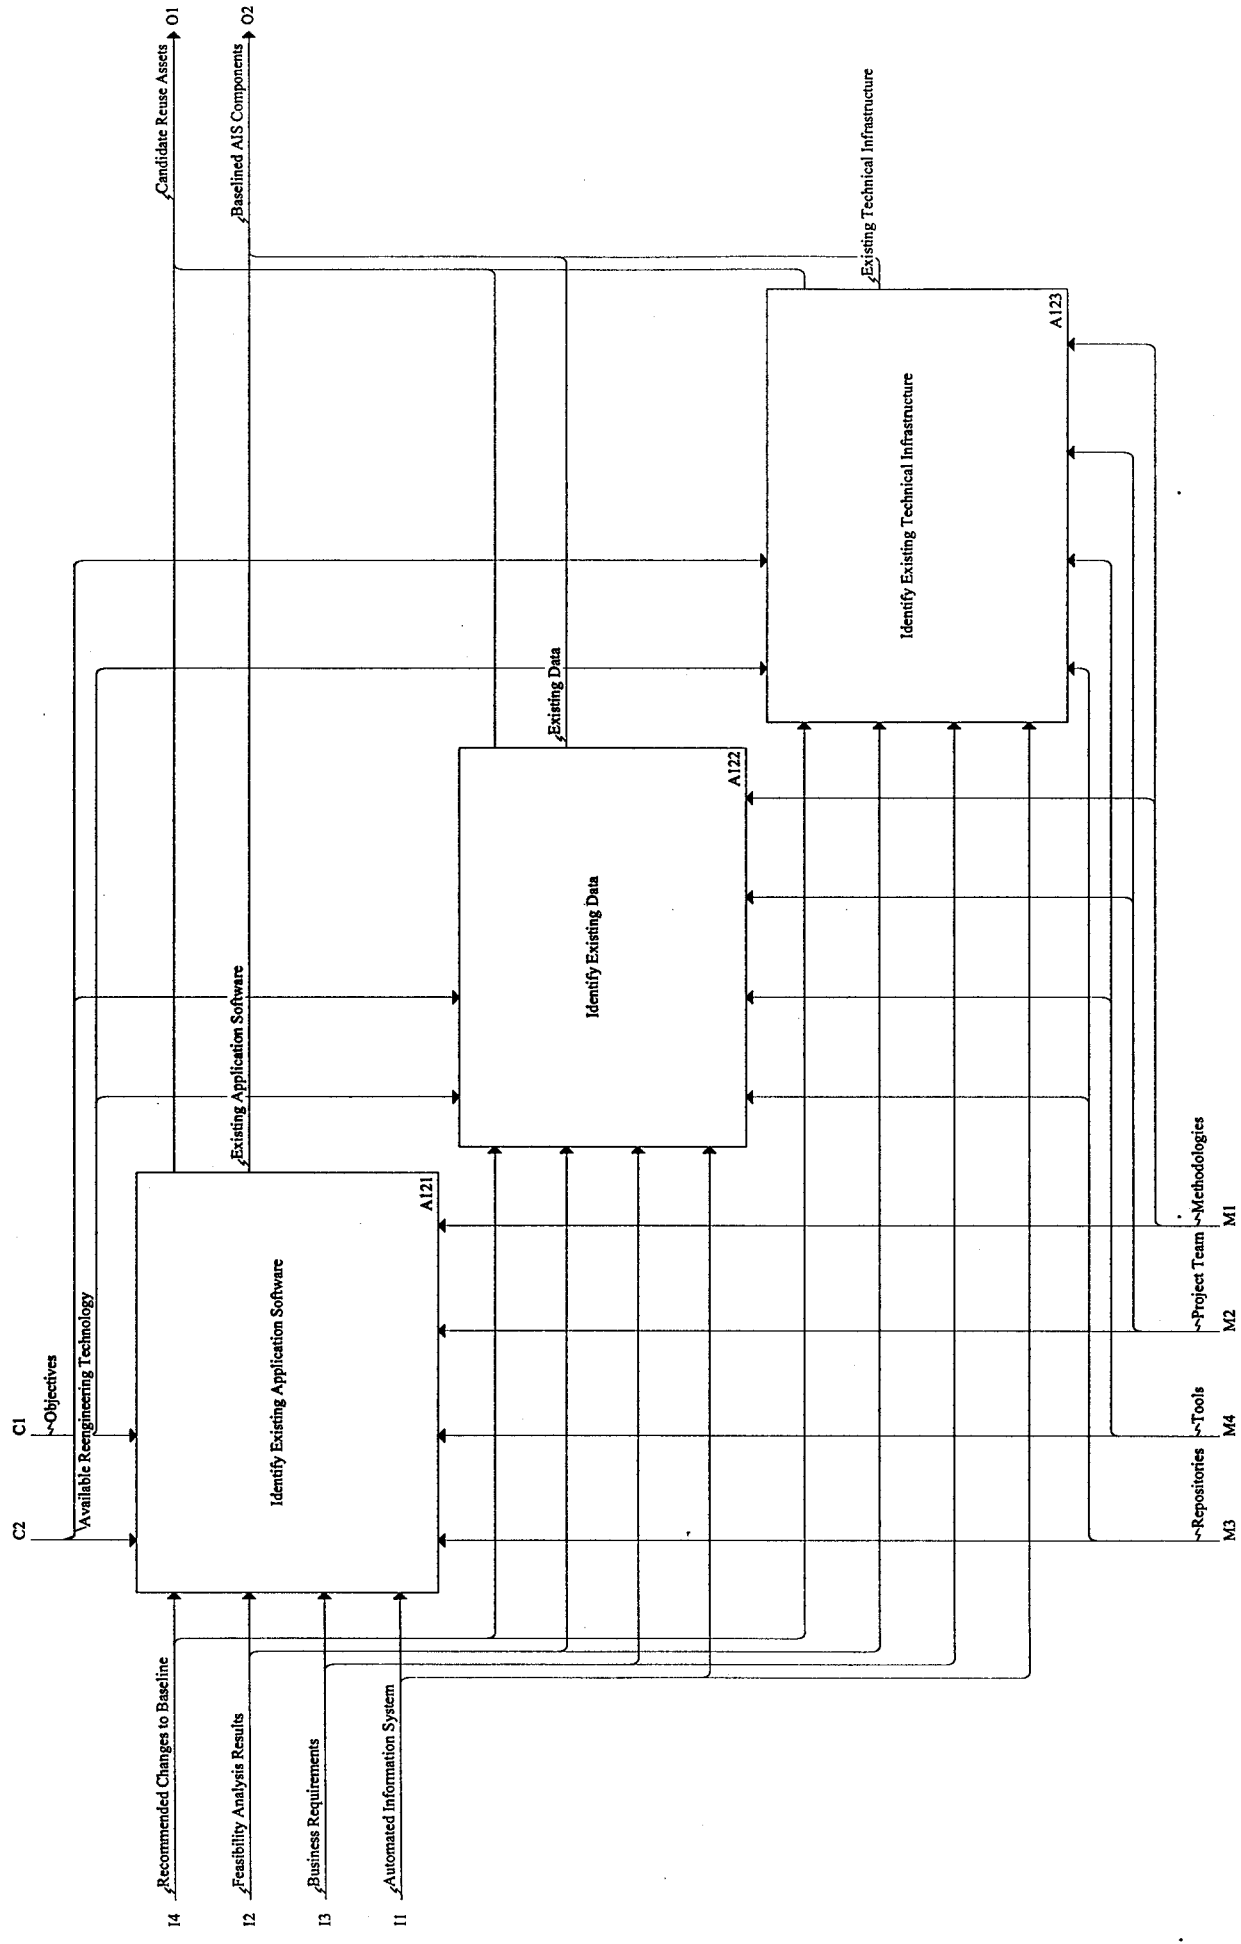 C2
C1
Objectives
Available Reengineering Technology
I4
Recommended Changes to Baseline
I2
Feasibility Analysis Results
I3
Business Requirements
I1
Automated Information System
Identify Existing Application Software
A121
Existing Application Software
Candidate Reuse Assets
O1
Baselined AIS Components
O2
Identify Existing Data
A122
Existing Data
Identify Existing Technical Infrastructure
A123
Existing Technical Infrastructure
Repositories
M3
Tools
M4
Project Team
M2
Methodologies
M1